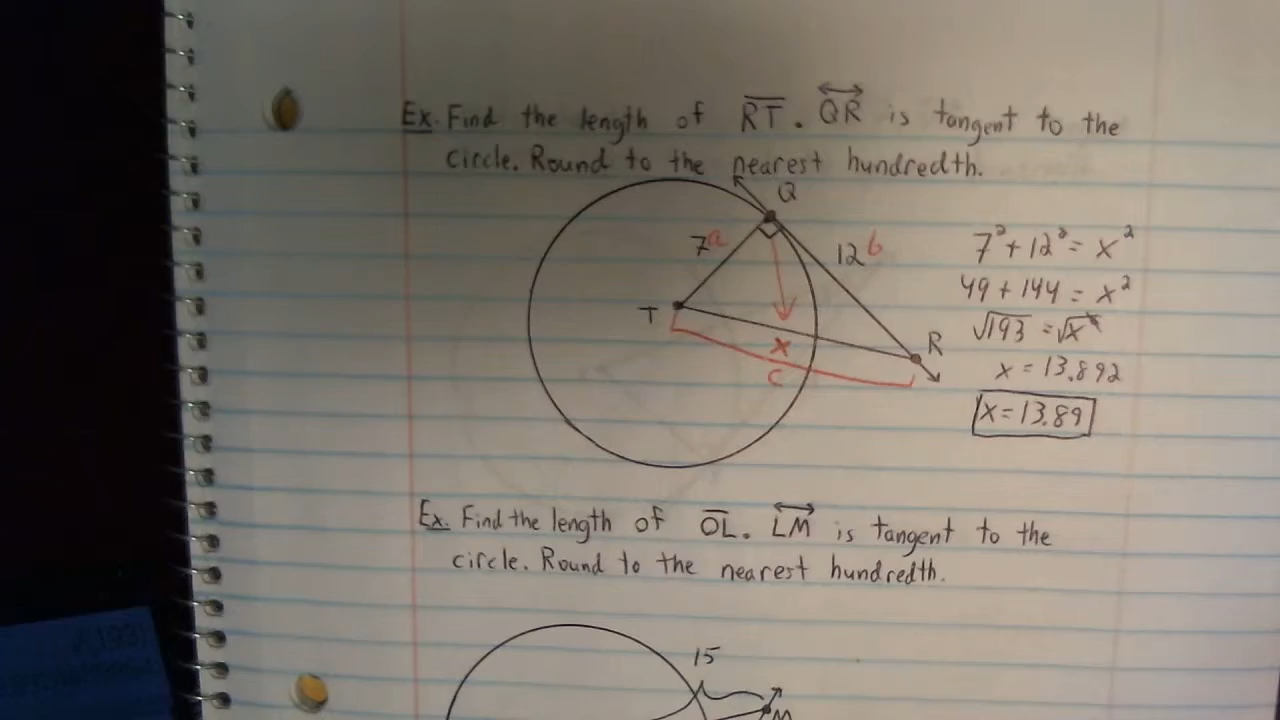 Ex. Find the length of RT. QR is tangent to the
circle. Round to the nearest hundredth.
Q
7 a
12 b
T
R
x
c
7² + 12² = x²
49 + 144 = x²
√193 = √x²
x = 13.892
x = 13.89
Ex. Find the length of OL. LM is tangent to the
circle. Round to the nearest hundredth.
15
M